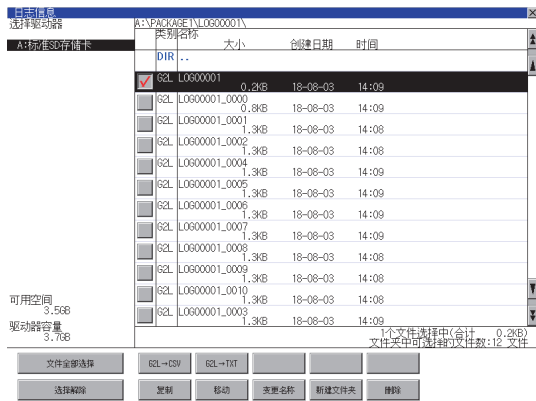 日志信息
选择驱动器
A:\PACKAGE1\LOG00001\
A:标准SD存储卡
类别 名称
大小 创建日期 时间
DIR ..
G2L LOG00001
0.2KB 18-08-03 14:09
G2L LOG00001_0000
0.8KB 18-08-03 14:09
G2L LOG00001_0001
1.3KB 18-08-03 14:08
G2L LOG00001_0002
1.3KB 18-08-03 14:08
G2L LOG00001_0004
1.3KB 18-08-03 14:09
G2L LOG00001_0005
1.3KB 18-08-03 14:09
G2L LOG00001_0006
1.3KB 18-08-03 14:09
G2L LOG00001_0007
1.3KB 18-08-03 14:09
G2L LOG00001_0008
1.3KB 18-08-03 14:08
G2L LOG00001_0009
1.3KB 18-08-03 14:08
G2L LOG00001_0010
1.3KB 18-08-03 14:08
G2L LOG00001_0003
1.3KB 18-08-03 14:09
可用空间
3.5GB
驱动器容量
3.7GB
1个文件选择中(合计 0.2KB)
文件夹中可选择的文件数:12 文件
文件全部选择 G2L→CSV G2L→TXT
选择解除 复制 移动 变更名称 新建文件夹 删除